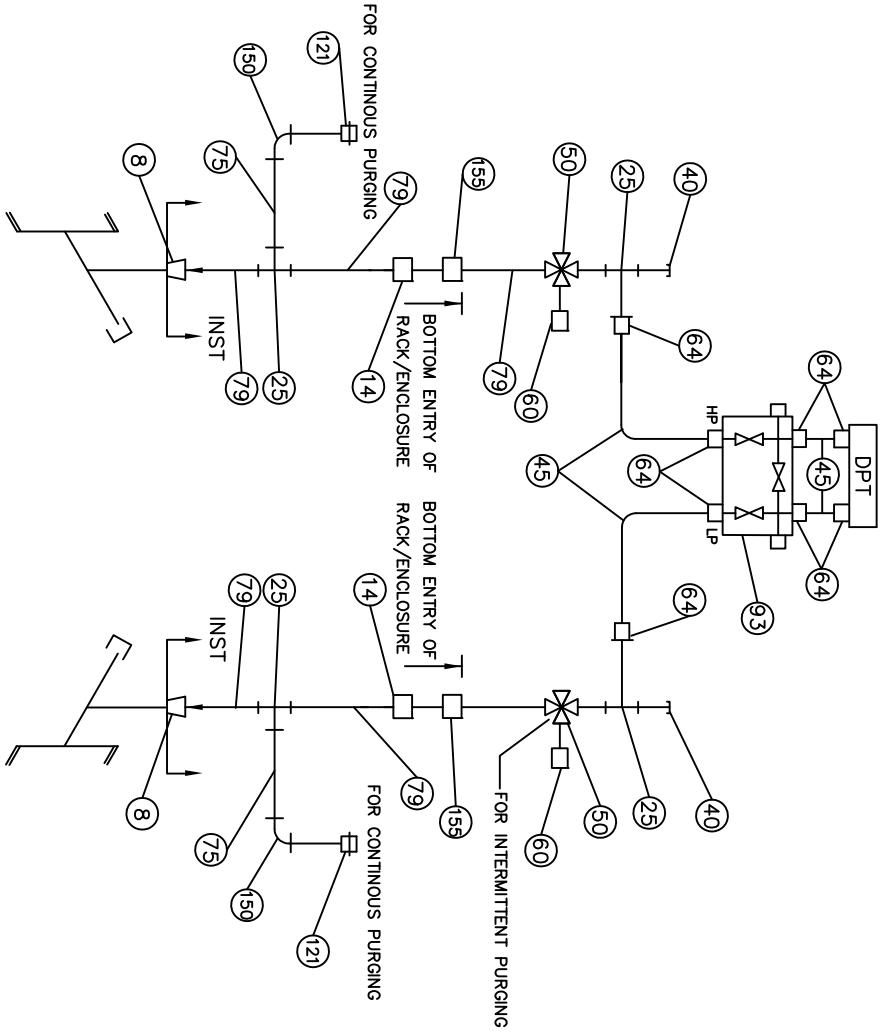 FOR CONTINOUS PURGING
121
150
75
8
79
155
50
25
40
INST
79
25
14
BOTTOM ENTRY OF
RACK/ENCLOSURE
79
60
64
HP
64
45
DPT
45
64
LP
64
93
64
BOTTOM ENTRY OF
RACK/ENCLOSURE
14
25
79
INST
8
75
150
121
FOR CONTINOUS PURGING
79
155
60
50
25
40
FOR INTERMITTENT PURGING